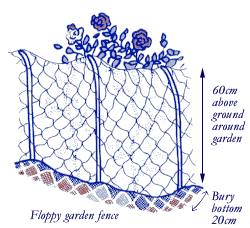 60cm
above
ground
around
garden
Bury
bottom
20cm
Floppy garden fence